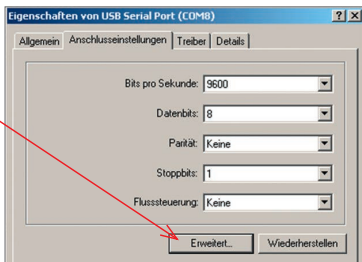 Eigenschaften von USB Serial Port (COM8)
Allgemein Anschlusseinstellungen Treiber Details
Bits pro Sekunde: 9600
Datenbits: 8
Parität: Keine
Stoppbits: 1
Flusssteuerung: Keine
Erweitert... Wiederherstellen